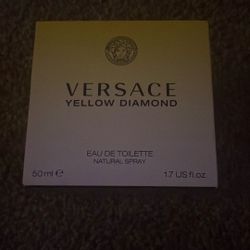 VERSACE
YELLOW DIAMOND
EAU DE TOILETTE
NATURAL SPRAY
50 ml ℮ 1.7 US fl.oz